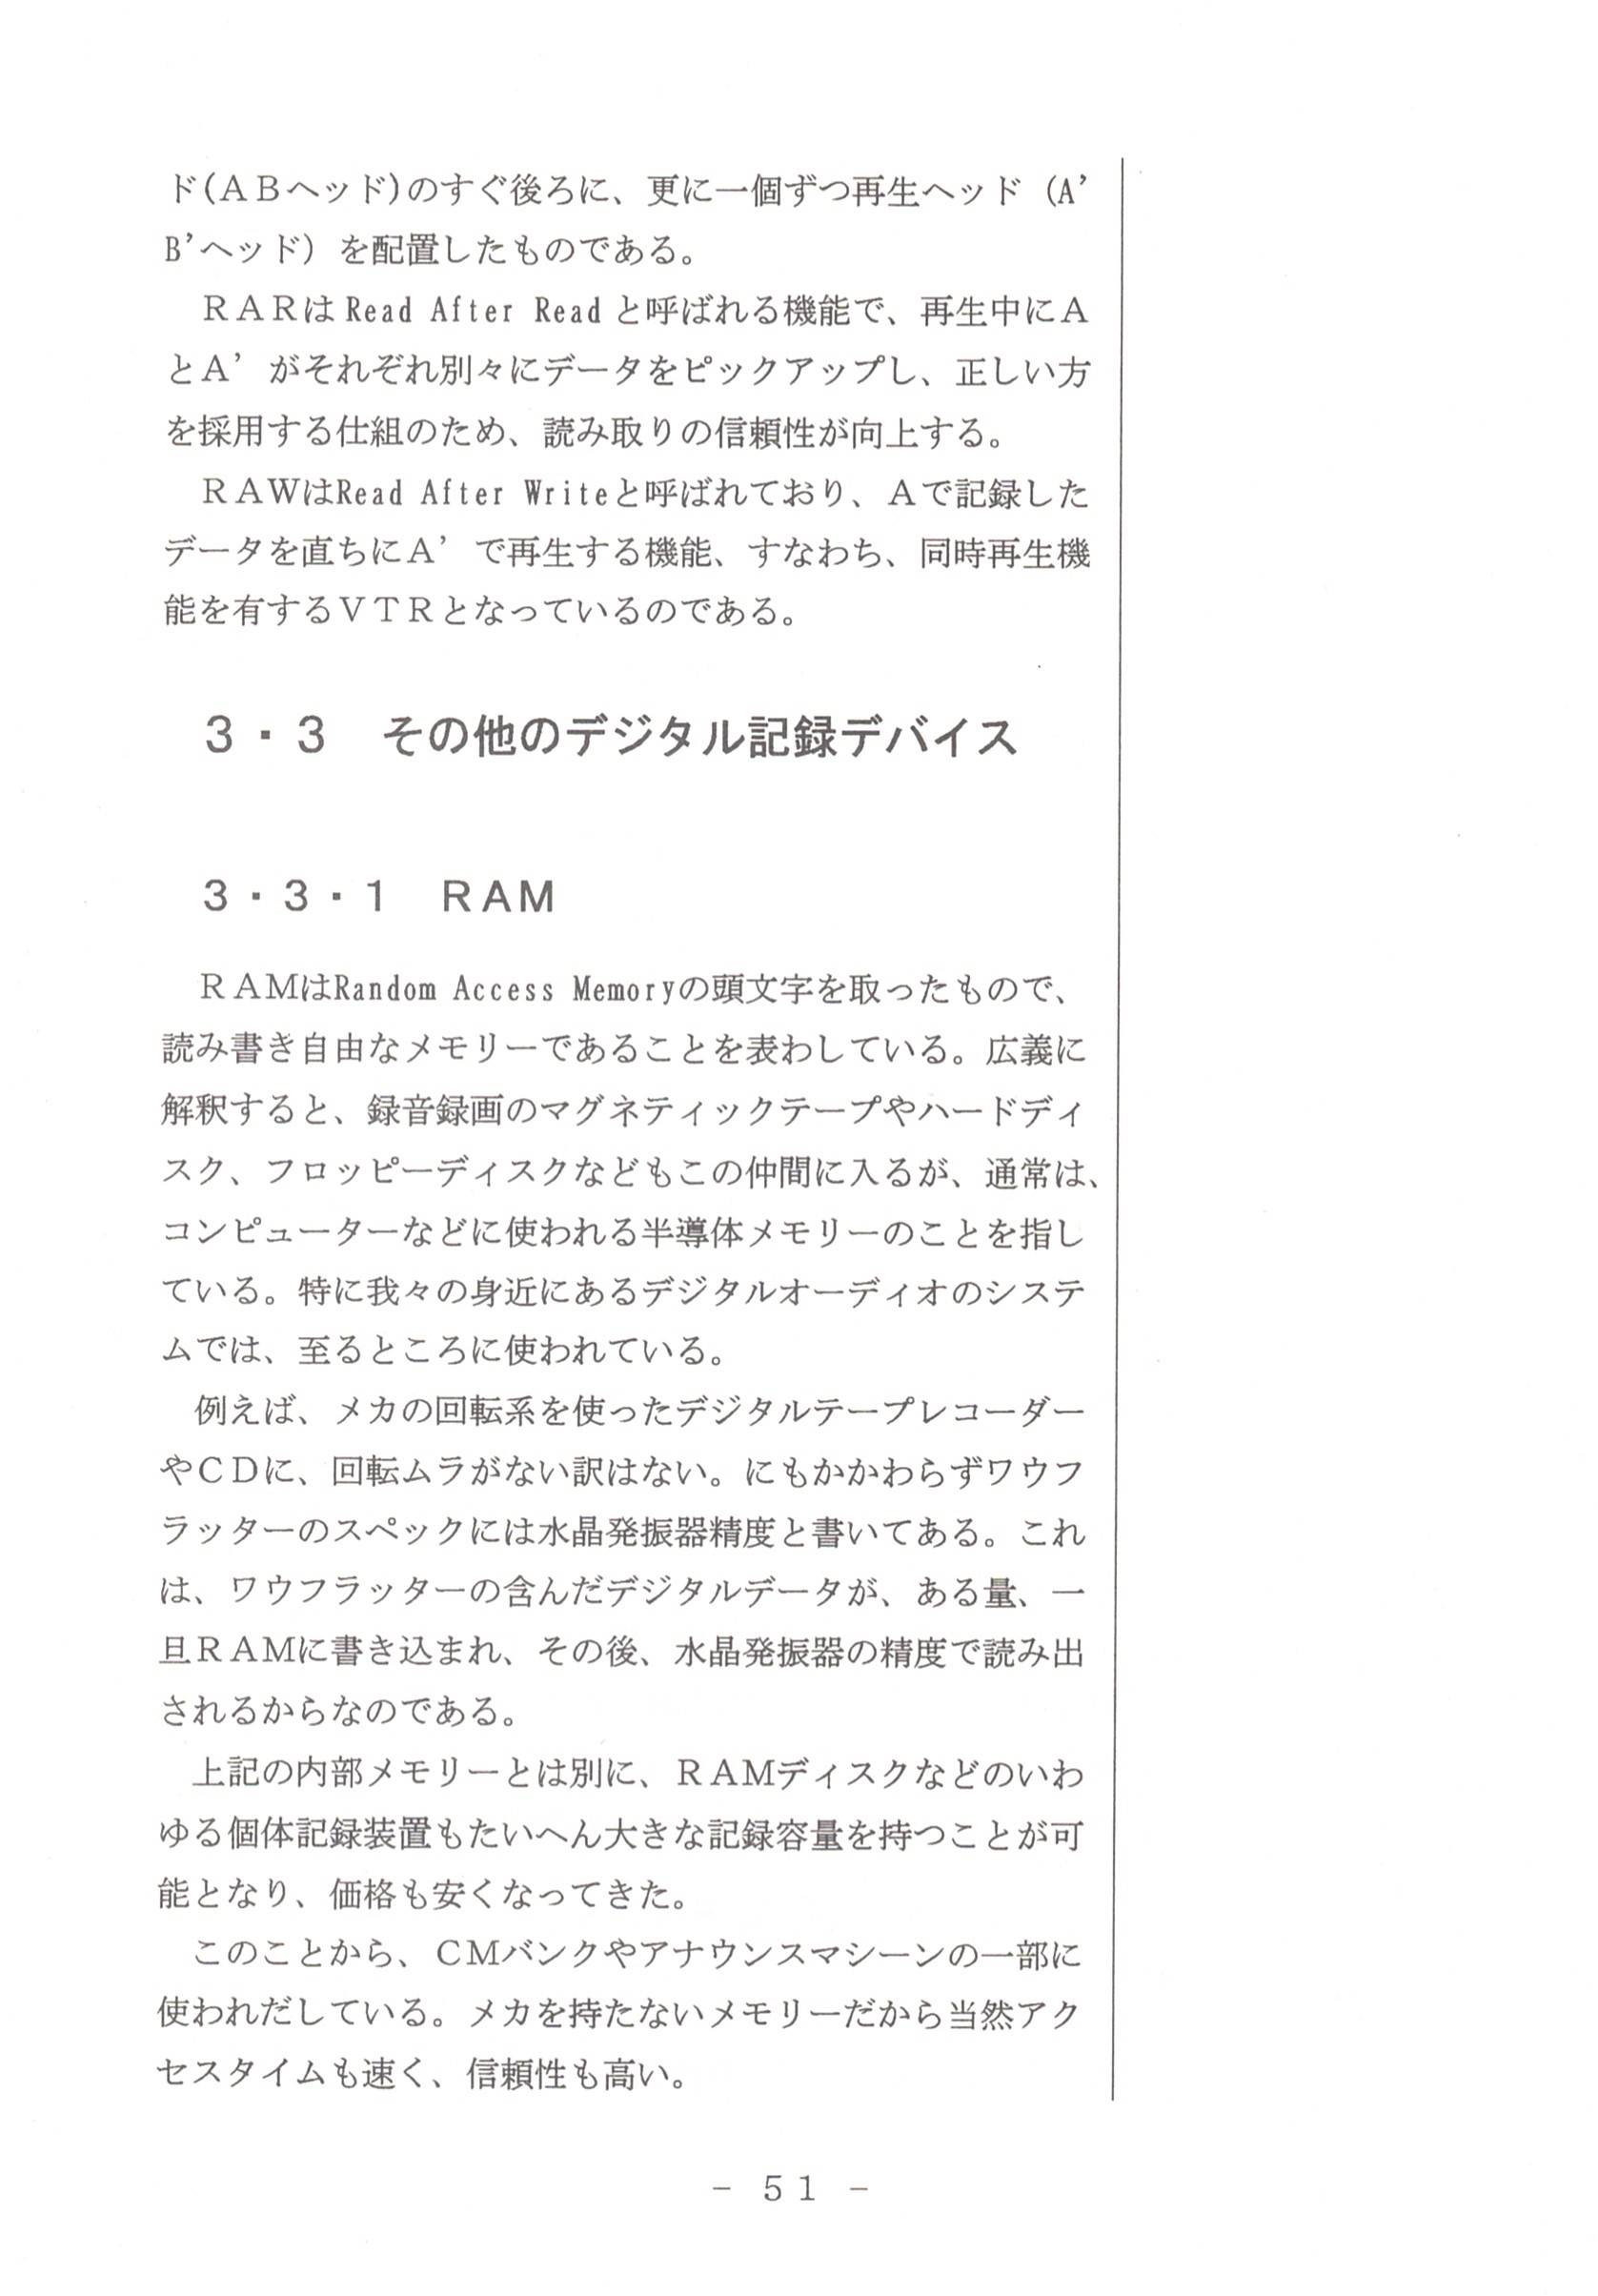 ド(ＡＢヘッド)のすぐ後ろに、更に一個ずつ再生ヘッド（A’
B’ヘッド）を配置したものである。
　ＲＡＲは Read After Read と呼ばれる機能で、再生中にＡ
とＡ’がそれぞれ別々にデータをピックアップし、正しい方
を採用する仕組のため、読み取りの信頼性が向上する。
　ＲＡＷはRead After Writeと呼ばれており、Ａで記録した
データを直ちにＡ’で再生する機能、すなわち、同時再生機
能を有するＶＴＲとなっているのである。
３・３　その他のデジタル記録デバイス
３・３・１　ＲＡＭ
　ＲＡＭはRandom Access Memoryの頭文字を取ったもので、
読み書き自由なメモリーであることを表わしている。広義に
解釈すると、録音録画のマグネティックテープやハードディ
スク、フロッピーディスクなどもこの仲間に入るが、通常は、
コンピューターなどに使われる半導体メモリーのことを指し
ている。特に我々の身近にあるデジタルオーディオのシステ
ムでは、至るところに使われている。
　例えば、メカの回転系を使ったデジタルテープレコーダー
やＣＤに、回転ムラがない訳はない。にもかかわらずワウフ
ラッターのスペックには水晶発振器精度と書いてある。これ
は、ワウフラッターの含んだデジタルデータが、ある量、一
旦ＲＡＭに書き込まれ、その後、水晶発振器の精度で読み出
されるからなのである。
　上記の内部メモリーとは別に、ＲＡＭディスクなどのいわ
ゆる個体記録装置もたいへん大きな記録容量を持つことが可
能となり、価格も安くなってきた。
　このことから、ＣＭバンクやアナウンスマシーンの一部に
使われだしている。メカを持たないメモリーだから当然アク
セスタイムも速く、信頼性も高い。
－ ５１ －